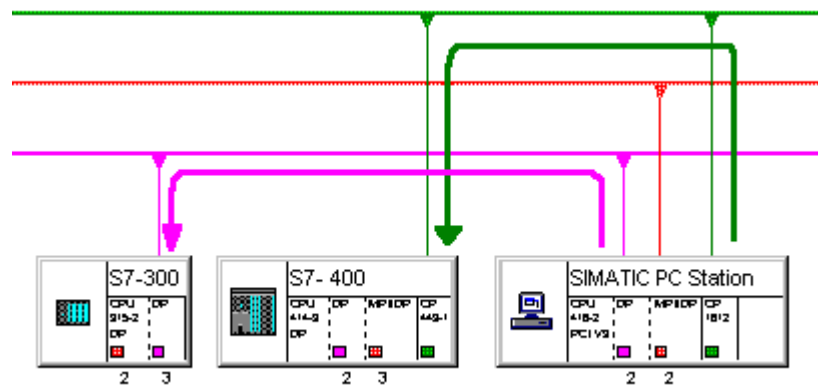 S7-300
CPU
315-2
DP
DP
2 3
S7- 400
CPU
414-3
DP
DP
MPI/DP
CP
443-1
2 3
SIMATIC PC Station
CPU
416-2
PCI V3
DP
MPI/DP
CP
1612
2 2